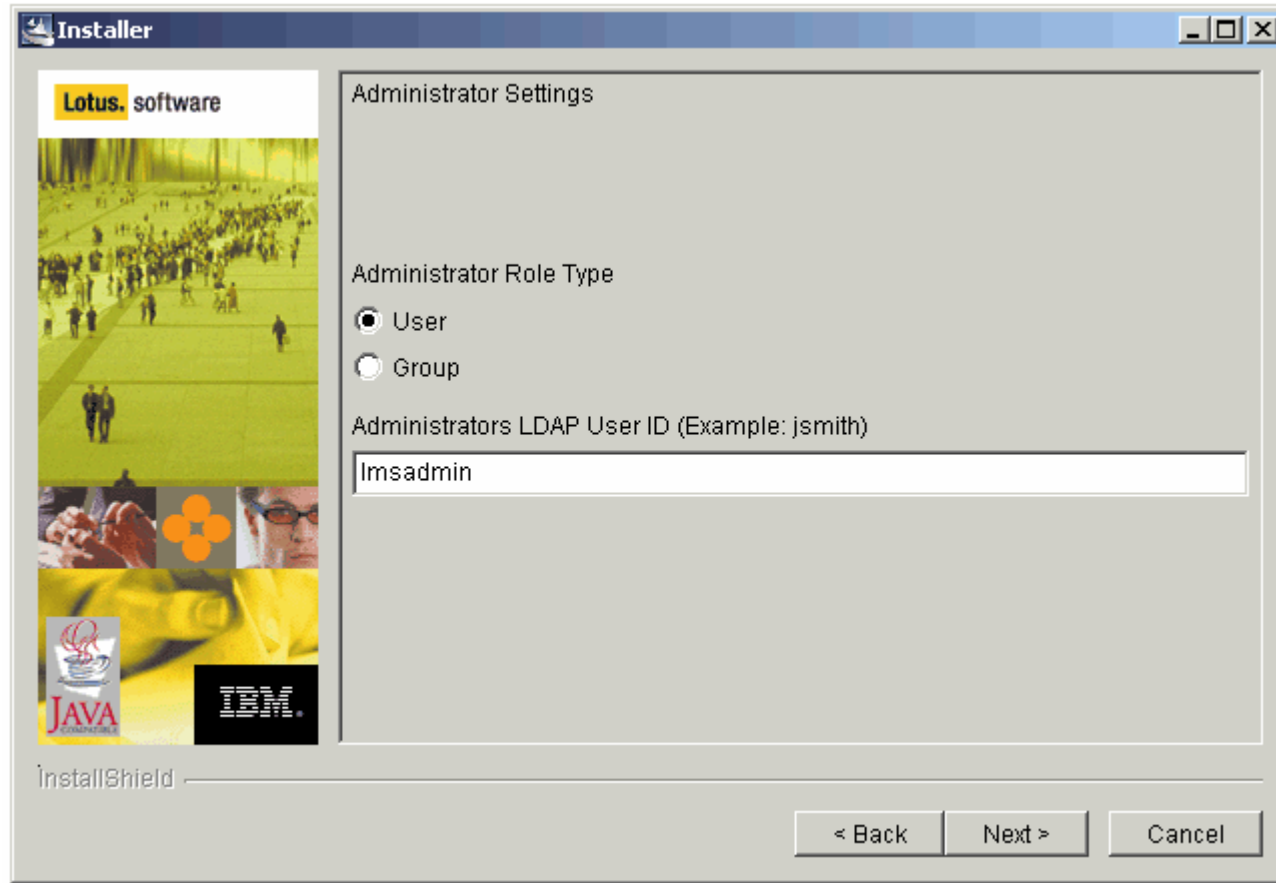 Installer
Lotus. software
Administrator Settings
Administrator Role Type
User
Group
Administrators LDAP User ID (Example: jsmith)
lmsadmin
JAVA
COMPATIBLE
IBM.
InstallShield
< Back
Next >
Cancel